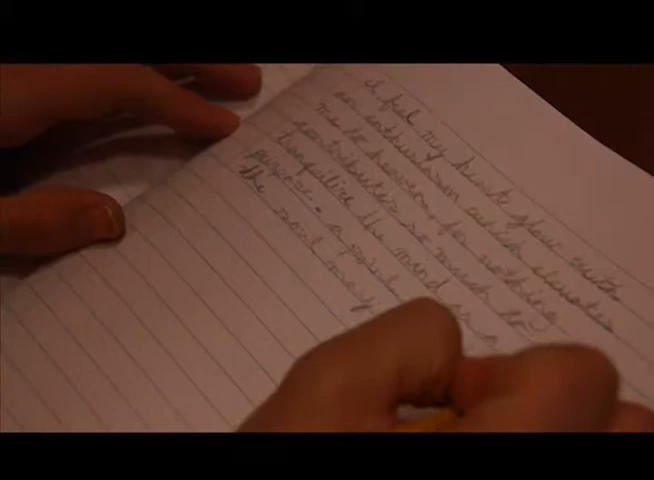 I feel my heart glow with
an enthusiasm which elevates
me to heaven, for nothing
contributes so much to
tranquilize the mind as a
purpose - a point
the soul may